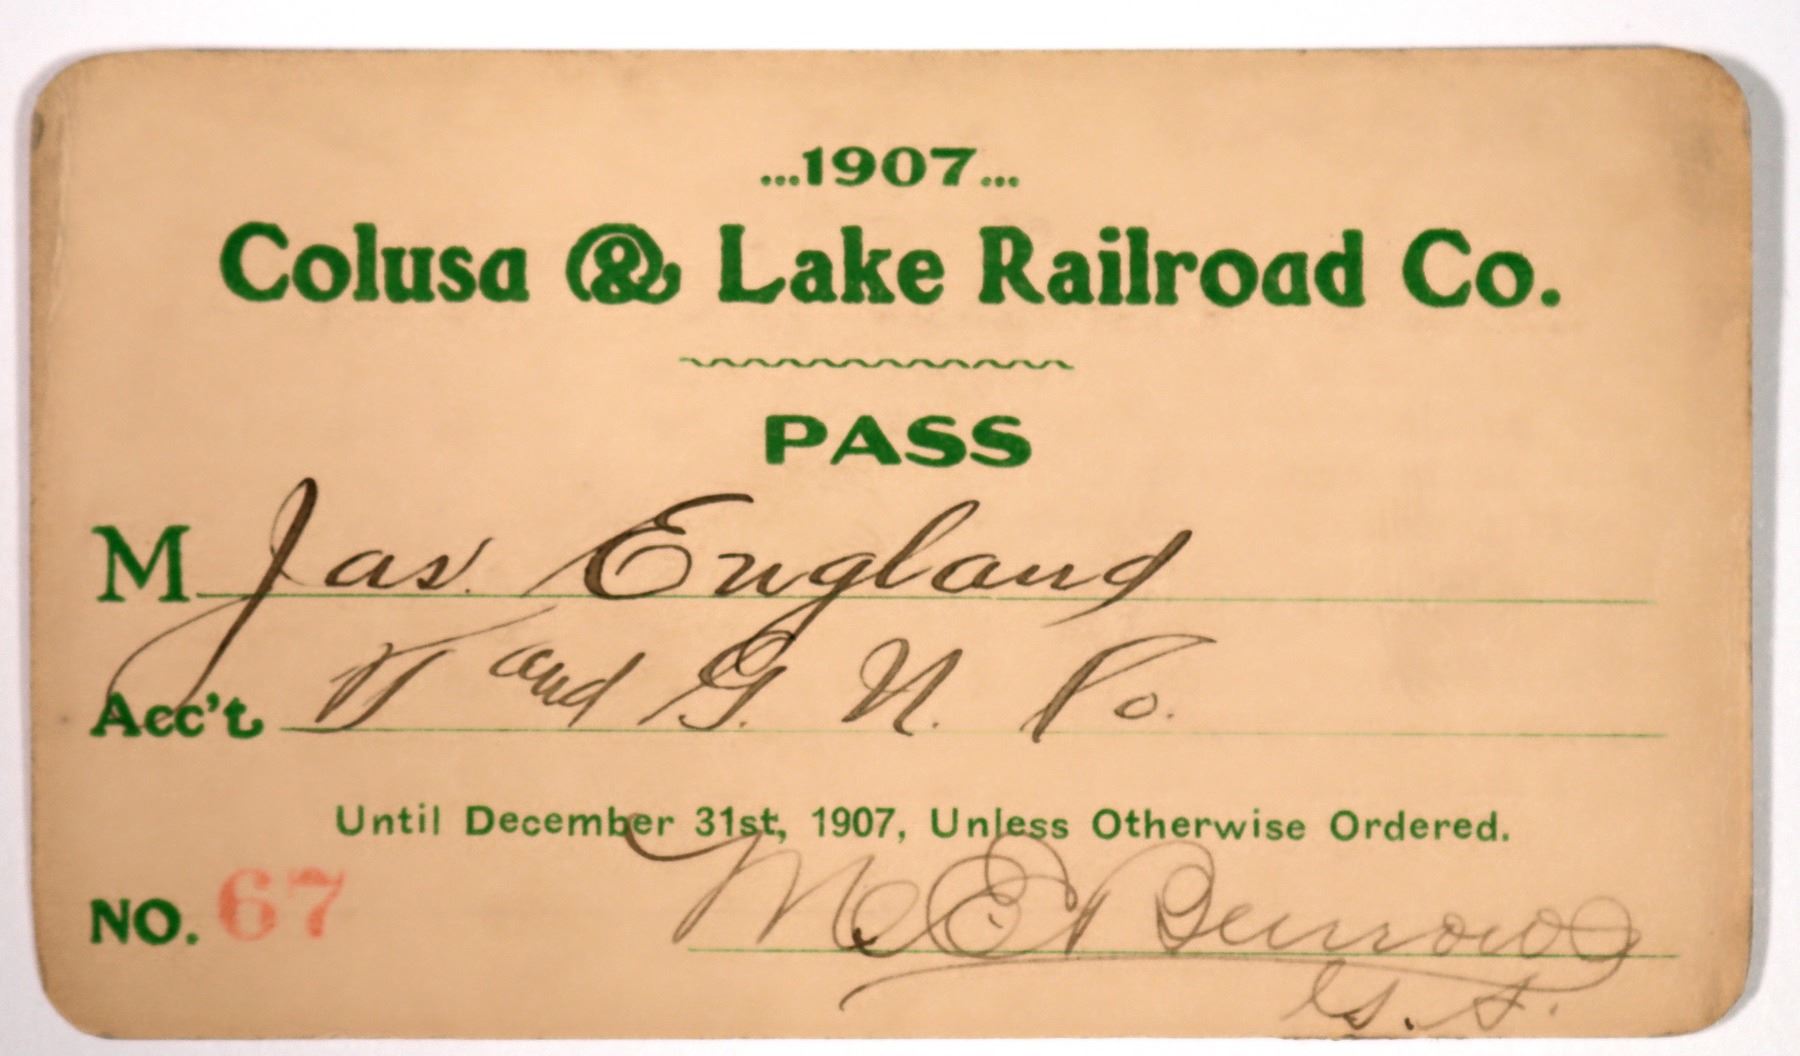 ...1907...
Colusa & Lake Railroad Co.
PASS
M Jas. England
Acc't V and G. N. Co.
Until December 31st, 1907, Unless Otherwise Ordered.
NO. 67
M E Burrows
G. S.